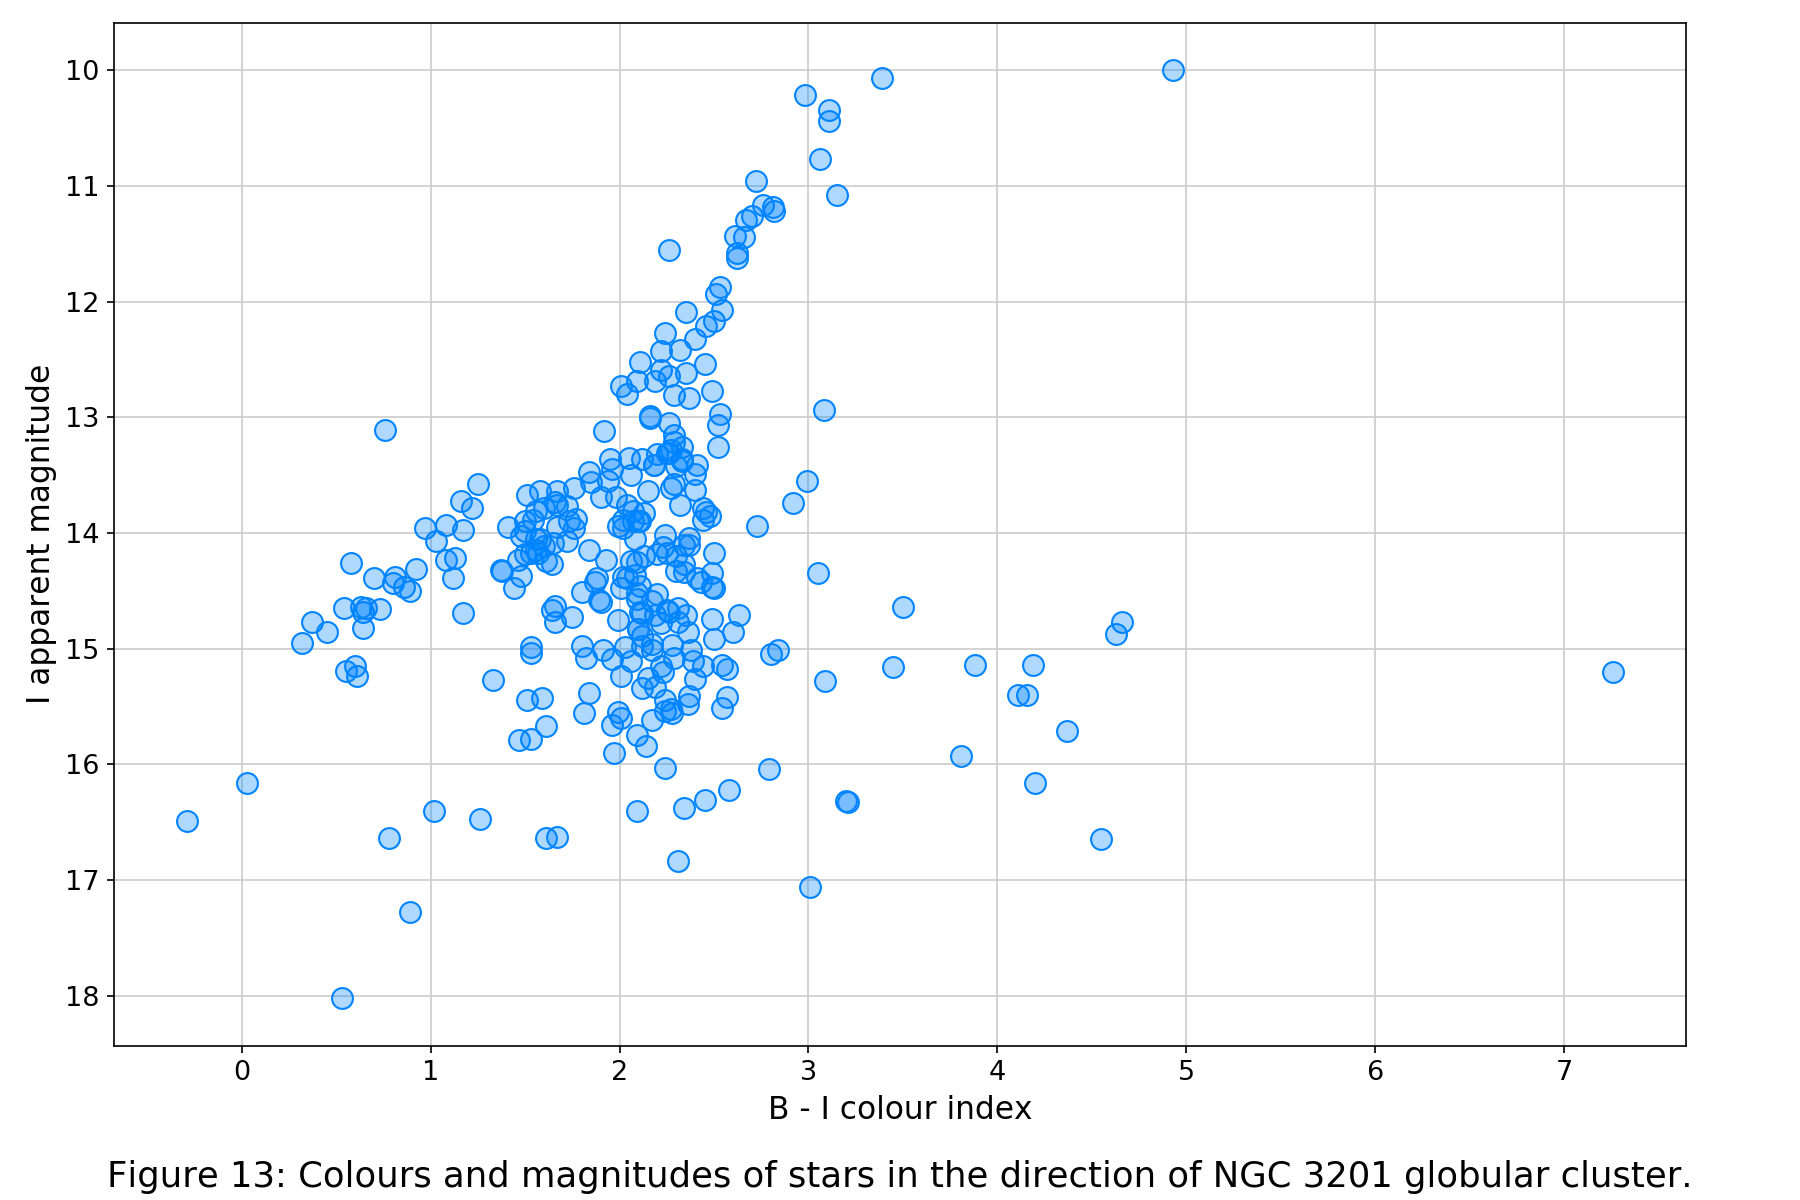 10
11
12
13
14
15
16
17
18
I apparent magnitude
0 1 2 3 4 5 6 7
B - I colour index
Figure 13: Colours and magnitudes of stars in the direction of NGC 3201 globular cluster.